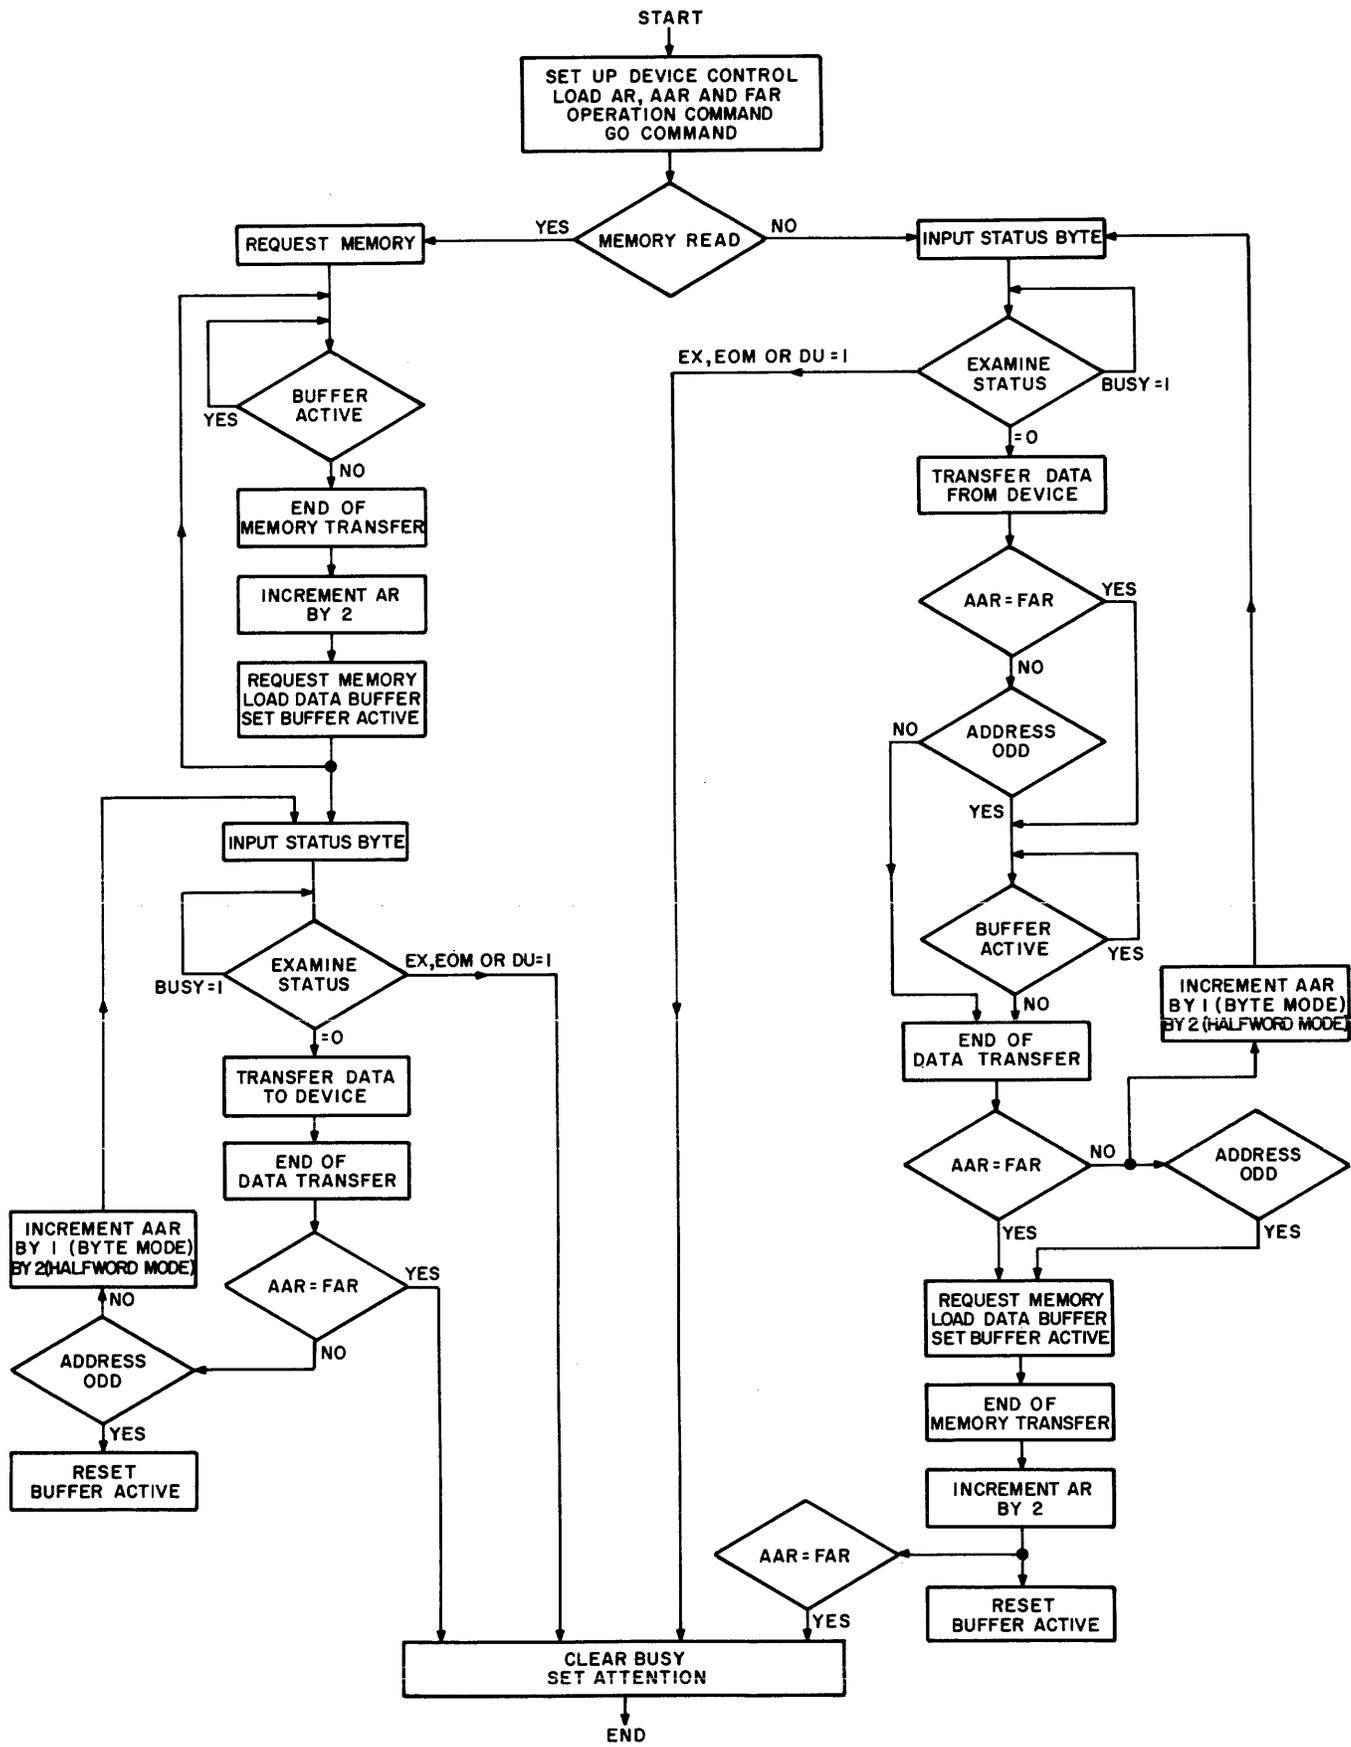 START
SET UP DEVICE CONTROL
LOAD AR, AAR AND FAR
OPERATION COMMAND
GO COMMAND
MEMORY READ
YES
NO
REQUEST MEMORY
BUFFER
ACTIVE
YES
NO
END OF
MEMORY TRANSFER
INCREMENT AR
BY 2
REQUEST MEMORY
LOAD DATA BUFFER
SET BUFFER ACTIVE
INPUT STATUS BYTE
EXAMINE
STATUS
BUSY=1
EX,EOM OR DU=1
=0
TRANSFER DATA
TO DEVICE
END OF
DATA TRANSFER
AAR=FAR
YES
NO
ADDRESS
ODD
NO
INCREMENT AAR
BY 1 (BYTE MODE)
BY 2(HALFWORD MODE)
YES
RESET
BUFFER ACTIVE
INPUT STATUS BYTE
EXAMINE
STATUS
EX,EOM OR DU=1
BUSY=1
=0
TRANSFER DATA
FROM DEVICE
AAR=FAR
YES
NO
ADDRESS
ODD
NO
YES
BUFFER
ACTIVE
YES
NO
END OF
DATA TRANSFER
AAR=FAR
NO
YES
INCREMENT AAR
BY 1 (BYTE MODE)
BY 2 (HALFWORD MODE)
ADDRESS
ODD
YES
REQUEST MEMORY
LOAD DATA BUFFER
SET BUFFER ACTIVE
END OF
MEMORY TRANSFER
INCREMENT AR
BY 2
AAR=FAR
YES
RESET
BUFFER ACTIVE
CLEAR BUSY
SET ATTENTION
END